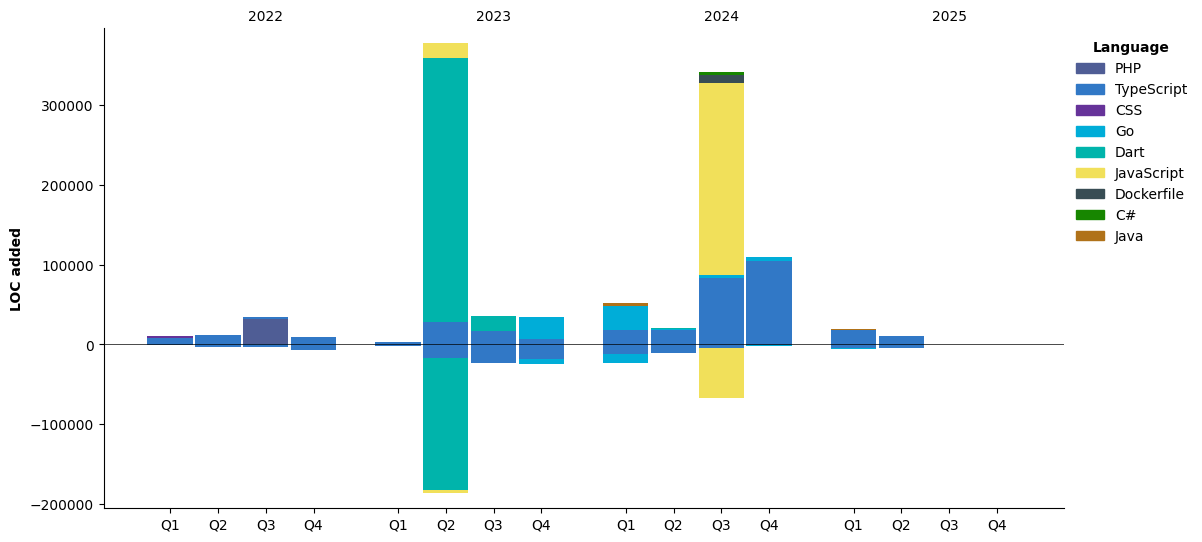 2022 2023 2024 2025
Language
PHP
TypeScript
CSS
Go
Dart
JavaScript
Dockerfile
C#
Java
LOC added
300000
200000
100000
0
−100000
−200000
Q1 Q2 Q3 Q4 Q1 Q2 Q3 Q4 Q1 Q2 Q3 Q4 Q1 Q2 Q3 Q4